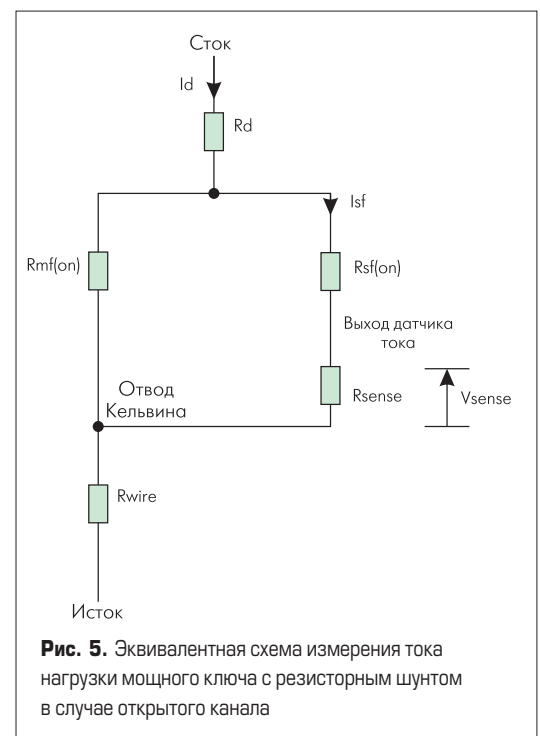 Сток
Id
Rd
Isf
Rmf(on)
Rsf(on)
Выход датчика
тока
Отвод
Кельвина
Rsense
Vsense
Rwire
Исток
Рис. 5. Эквивалентная схема измерения тока
нагрузки мощного ключа с резисторным шунтом
в случае открытого канала